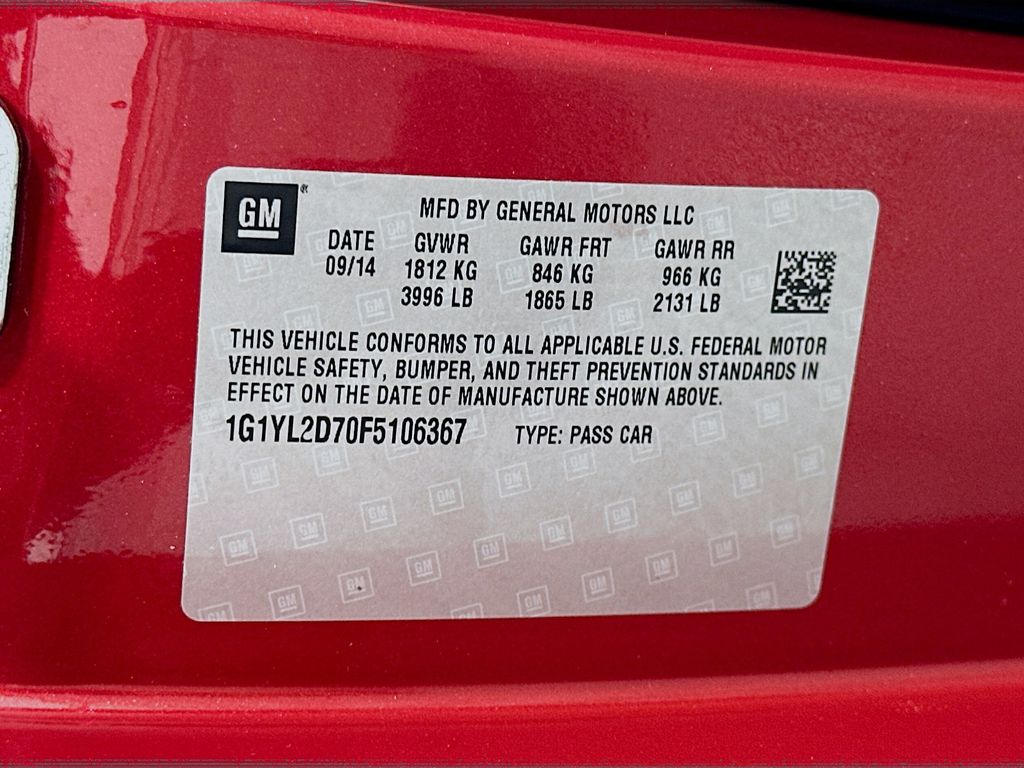 GM
MFD BY GENERAL MOTORS LLC
DATE GVWR GAWR FRT GAWR RR
09/14 1812 KG 846 KG 966 KG
3996 LB 1865 LB 2131 LB
THIS VEHICLE CONFORMS TO ALL APPLICABLE U.S. FEDERAL MOTOR
VEHICLE SAFETY, BUMPER, AND THEFT PREVENTION STANDARDS IN
EFFECT ON THE DATE OF MANUFACTURE SHOWN ABOVE.
1G1YL2D70F5106367 TYPE: PASS CAR